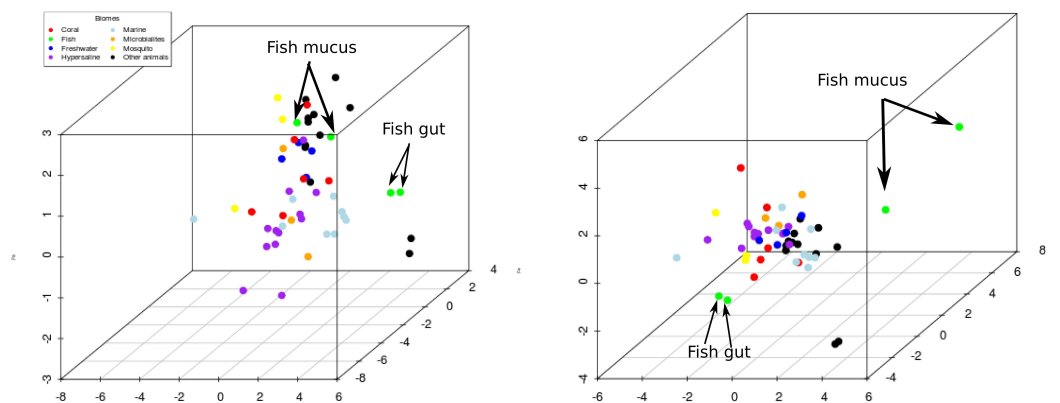 Biomes
Coral
Fish
Freshwater
Hypersaline
Marine
Microbialites
Mosquito
Other animals
Fish mucus
Fish gut
3
2
1
0
-1
-2
-3
-8 -6 -4 -2 0 2 4 6
-8
-6
-4
-2
0
2
4
Fish mucus
Fish gut
6
4
2
0
-2
-4
-6 -4 -2 0 2 4 6
-4
-2
0
2
4
6
8